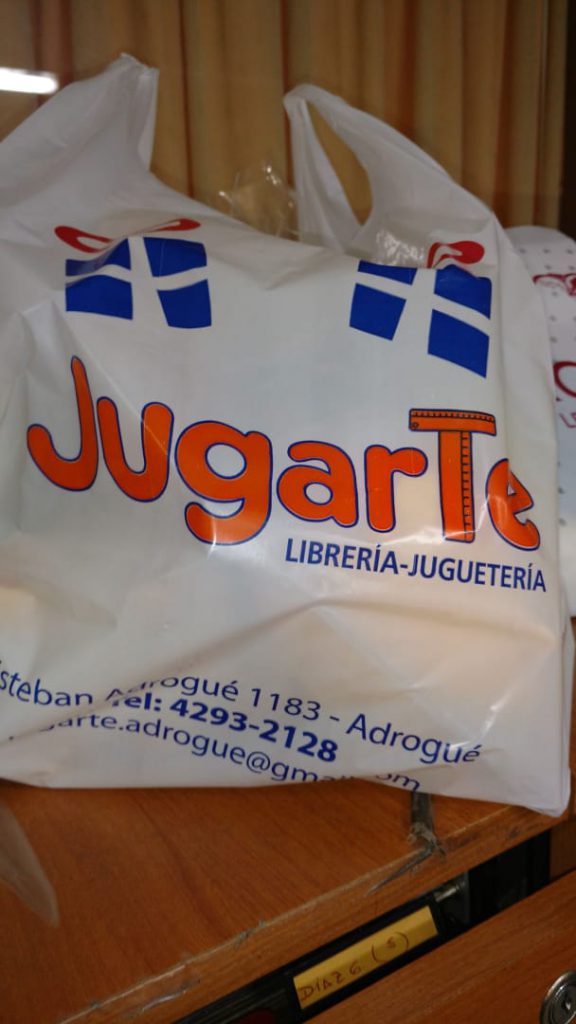 JugarTe
LIBRERÍA-JUGUETERÍA
Adrogué 1183 - Adrogué
Tel: 4293-2128
DIAZ G. (S)